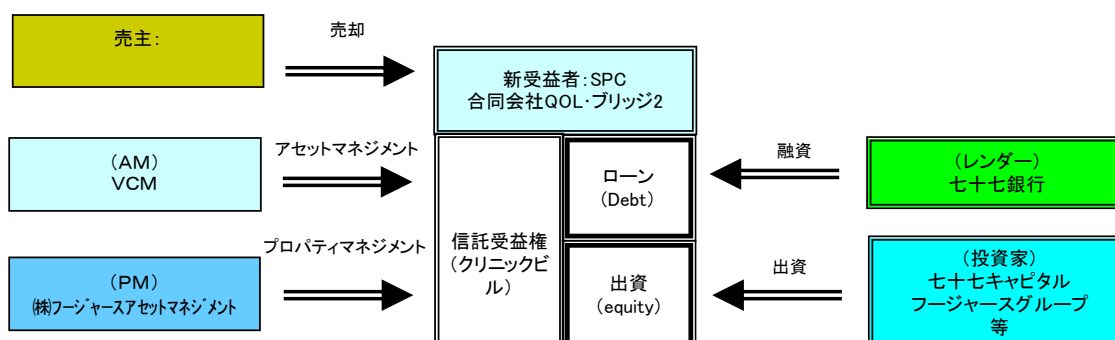 売主：
売却
新受益者：SPC
合同会社QOL・ブリッジ2
（AM）
VCM
アセットマネジメント
（PM）
㈱フージャースアセットマネジメント
プロパティマネジメント
信託受益権
（クリニックビ
ル）
ローン
（Debt）
出資
（equity）
融資
（レンダー）
七十七銀行
出資
（投資家）
七十七キャピタル
フージャースグループ
等